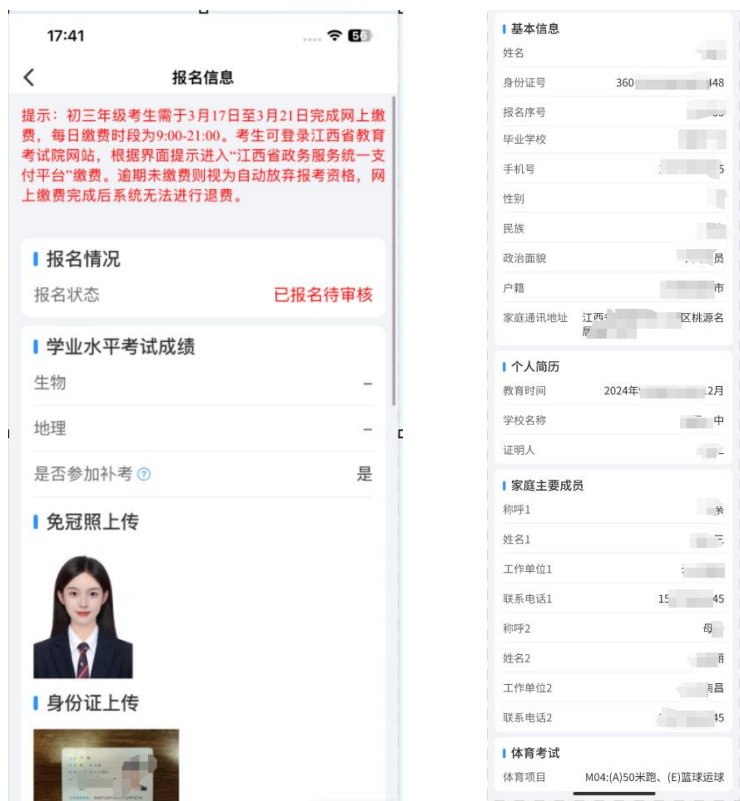 17:41
56
报名信息
提示：初三年级考生需于3月17日至3月21日完成网上缴
费，每日缴费时段为9:00-21:00。考生可登录江西省教育
考试院网站，根据界面提示进入“江西省政务服务统一支
付平台”缴费。逾期未缴费则视为自动放弃报考资格，网
上缴费完成后系统无法进行退费。
报名情况
报名状态 已报名待审核
学业水平考试成绩
生物 –
地理 –
是否参加补考 ? 是
免冠照上传
身份证上传
基本信息
姓名
身份证号 360 448
报名序号
毕业学校
手机号 5
性别
民族
政治面貌 员
户籍 市
家庭通讯地址 江西 区桃源名
居
个人简历
教育时间 2024年 2月
学校名称 中
证明人
家庭主要成员
称呼1 亲
姓名1
工作单位1
联系电话1 15 45
称呼2 母
姓名2 丽
工作单位2 南昌
联系电话2 45
体育考试
体育项目 M04:(A)50米跑、(E)篮球运球